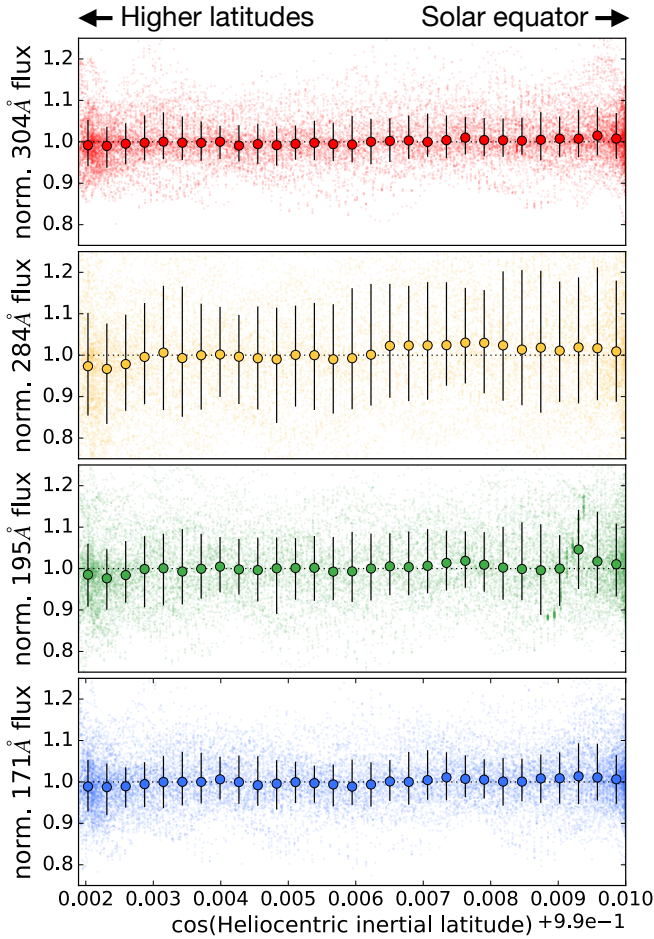 ← Higher latitudes Solar equator →
norm. 304Å flux
1.2
1.1
1.0
0.9
0.8
norm. 284Å flux
1.2
1.1
1.0
0.9
0.8
norm. 195Å flux
1.2
1.1
1.0
0.9
0.8
norm. 171Å flux
1.2
1.1
1.0
0.9
0.8
0.002 0.003 0.004 0.005 0.006 0.007 0.008 0.009 0.010
cos(Heliocentric inertial latitude) +9.9e−1